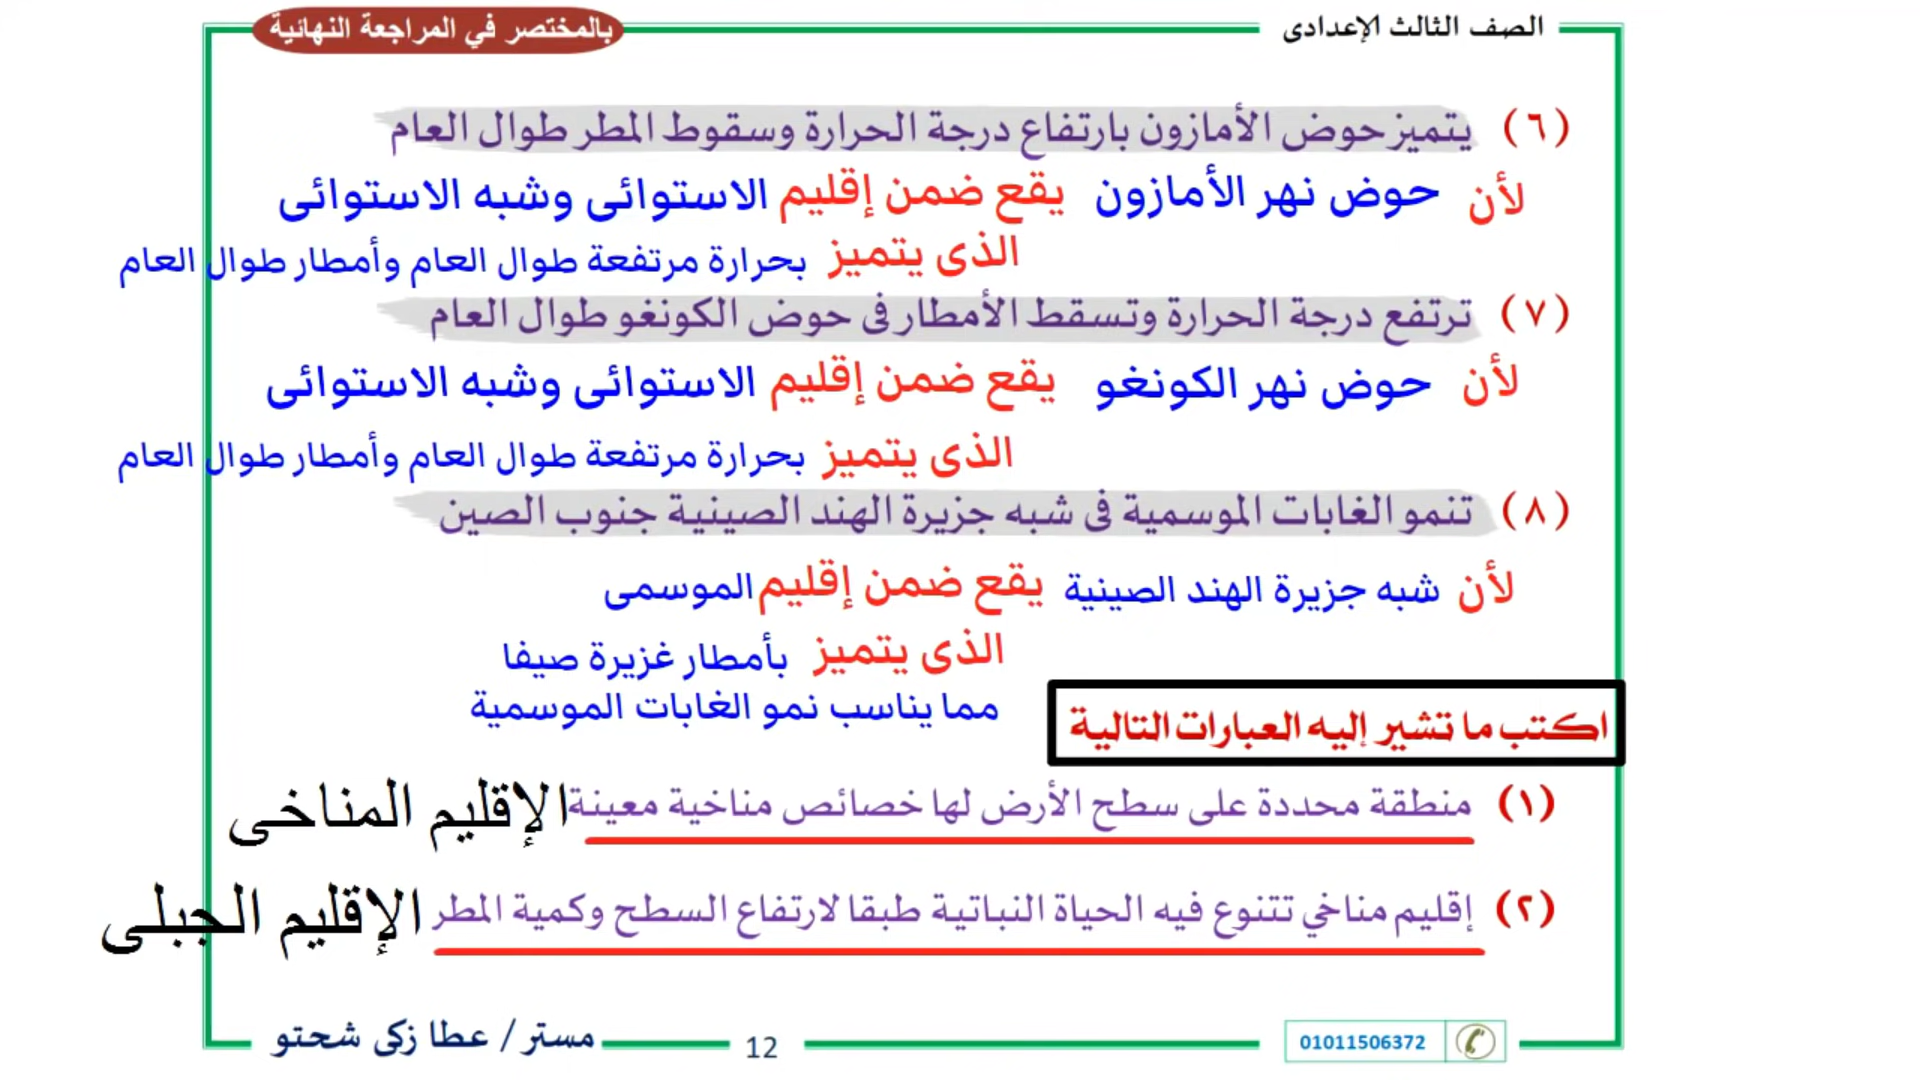 الصف الثالث الإعدادى
بالمختصر في المراجعة النهائية
(٦) يتميز حوض الأمازون بارتفاع درجة الحرارة وسقوط المطر طوال العام
لأن حوض نهر الأمازون يقع ضمن إقليم الاستوائى وشبه الاستوائى
الذى يتميز بحرارة مرتفعة طوال العام وأمطار طوال العام
(٧) ترتفع درجة الحرارة وتسقط الأمطار فى حوض الكونغو طوال العام
لأن حوض نهر الكونغو يقع ضمن إقليم الاستوائى وشبه الاستوائى
الذى يتميز بحرارة مرتفعة طوال العام وأمطار طوال العام
(٨) تنمو الغابات الموسمية فى شبه جزيرة الهند الصينية جنوب الصين
لأن شبه جزيرة الهند الصينية يقع ضمن إقليم الموسمى
الذى يتميز بأمطار غزيرة صيفا
مما يناسب نمو الغابات الموسمية
اكتب ما تشير إليه العبارات التالية
(١) منطقة محددة على سطح الأرض لها خصائص مناخية معينة الإقليم المناخى
(٢) إقليم مناخي تتنوع فيه الحياة النباتية طبقا لارتفاع السطح وكمية المطر الإقليم الجبلى
01011506372
12
مستر / عطا زكى شحتو